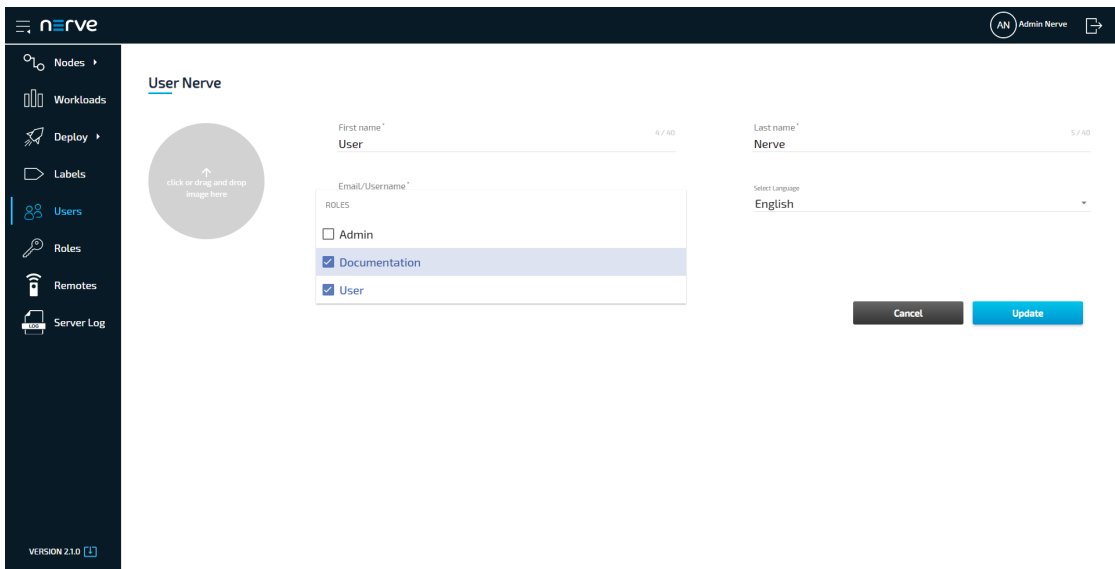 nerve
AN Admin Nerve
Nodes
Workloads
Deploy
Labels
Users
Roles
Remotes
LOG Server Log
VERSION 2.1.0
User Nerve
click or drag and drop
image here
First name*
4 / 40
User
Last name*
5 / 40
Nerve
Email/Username*
Select Language
English
ROLES
Admin
Documentation
User
Cancel
Update